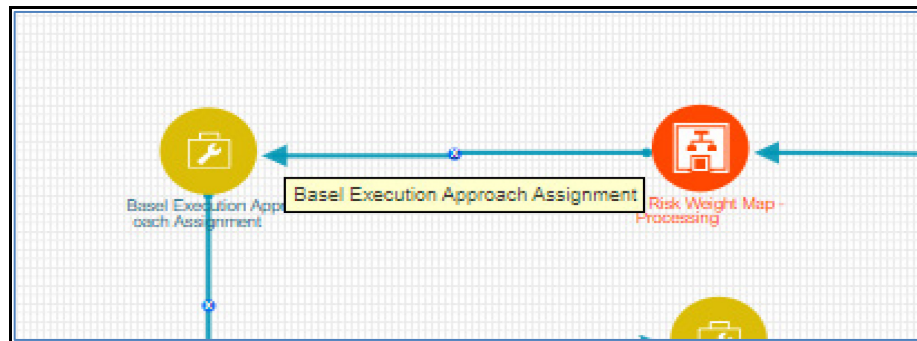 Basel Execution Approach Assignment
Basel Execution Appr
oach Assignment
Risk Weight Map -
Processing